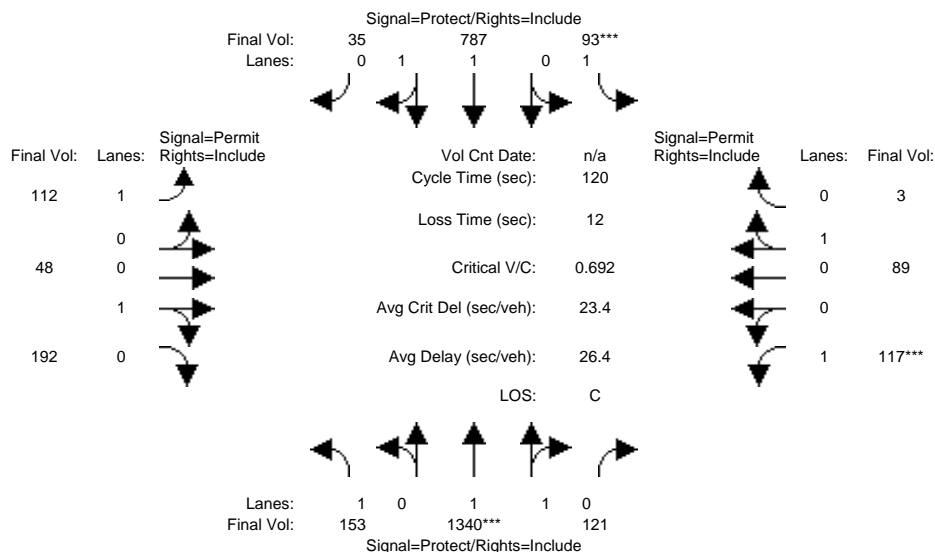 Signal=Protect/Rights=Include
Final Vol: 35 787 93***
Lanes: 0 1 1 0 1
Signal=Permit
Final Vol: Lanes: Rights=Include
Vol Cnt Date: n/a
Signal=Permit
Rights=Include Lanes: Final Vol:
Cycle Time (sec): 120
112 1
0 3
Loss Time (sec): 12
0
1
48 0
Critical V/C: 0.692
0 89
1
Avg Crit Del (sec/veh): 23.4
0
192 0
Avg Delay (sec/veh): 26.4
1 117***
LOS: C
Lanes: 1 0 1 1 0
Final Vol: 153 1340*** 121
Signal=Protect/Rights=Include